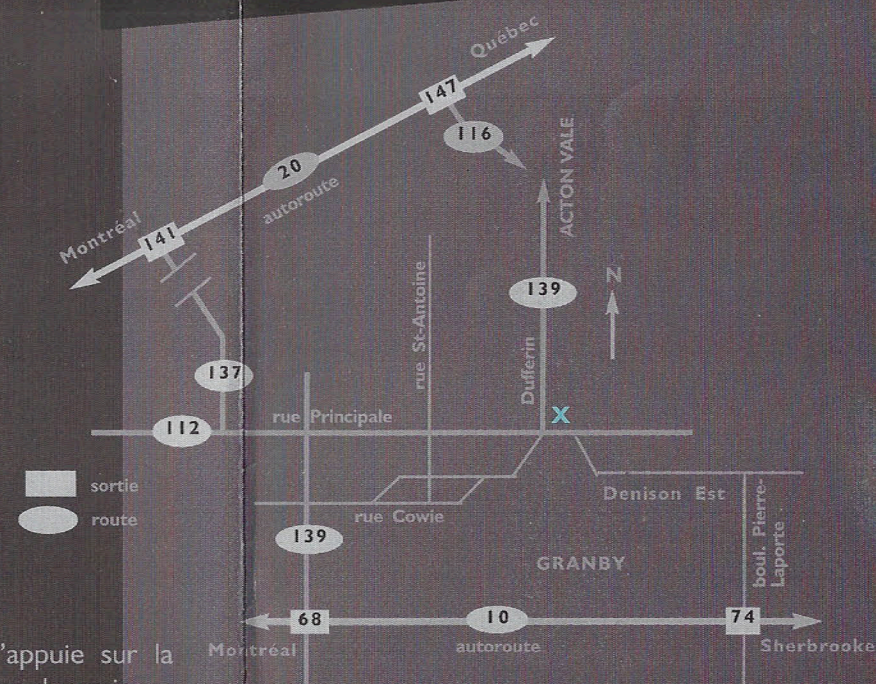 Québec
147
116
ACTON VALE
20
autoroute
Montréal
141
139
N
rue St-Antoine
Dufferin
137
X
rue Principale
112
sortie
route
Denison Est
rue Cowie
139
boul. Pierre-
Laporte
GRANBY
68
10
74
'appuie sur la
Montréal
autoroute
Sherbrooke